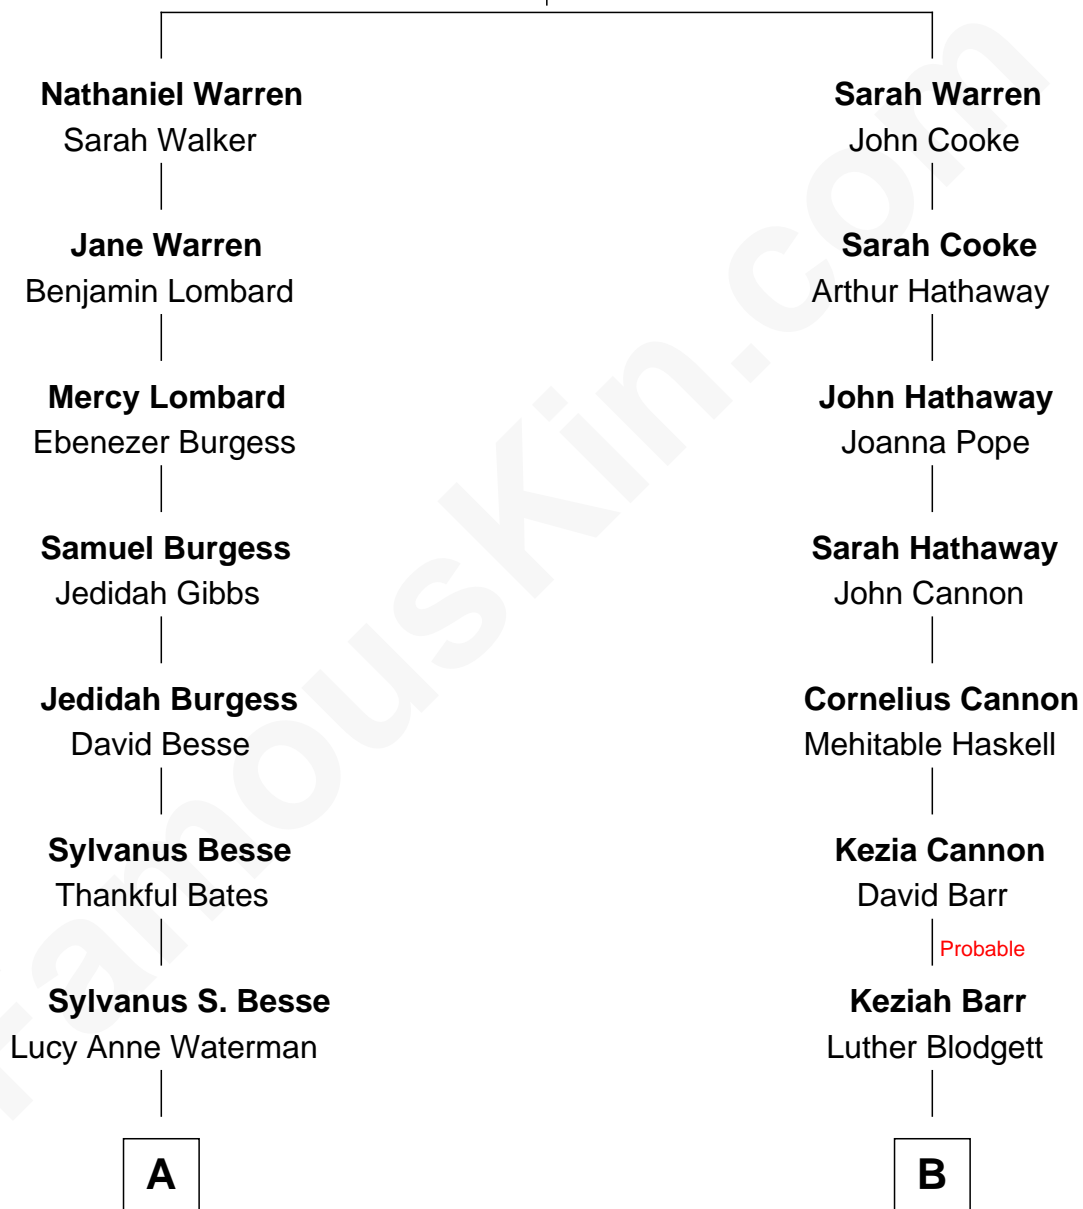 Nathaniel Warren
Sarah Walker
Jane Warren
Benjamin Lombard
Mercy Lombard
Ebenezer Burgess
Samuel Burgess
Jedidah Gibbs
Jedidah Burgess
David Besse
Sylvanus Besse
Thankful Bates
Sylvanus S. Besse
Lucy Anne Waterman
A
Sarah Warren
John Cooke
Sarah Cooke
Arthur Hathaway
John Hathaway
Joanna Pope
Sarah Hathaway
John Cannon
Cornelius Cannon
Mehitable Haskell
Kezia Cannon
David Barr
Probable
Keziah Barr
Luther Blodgett
B
FamousKin.com